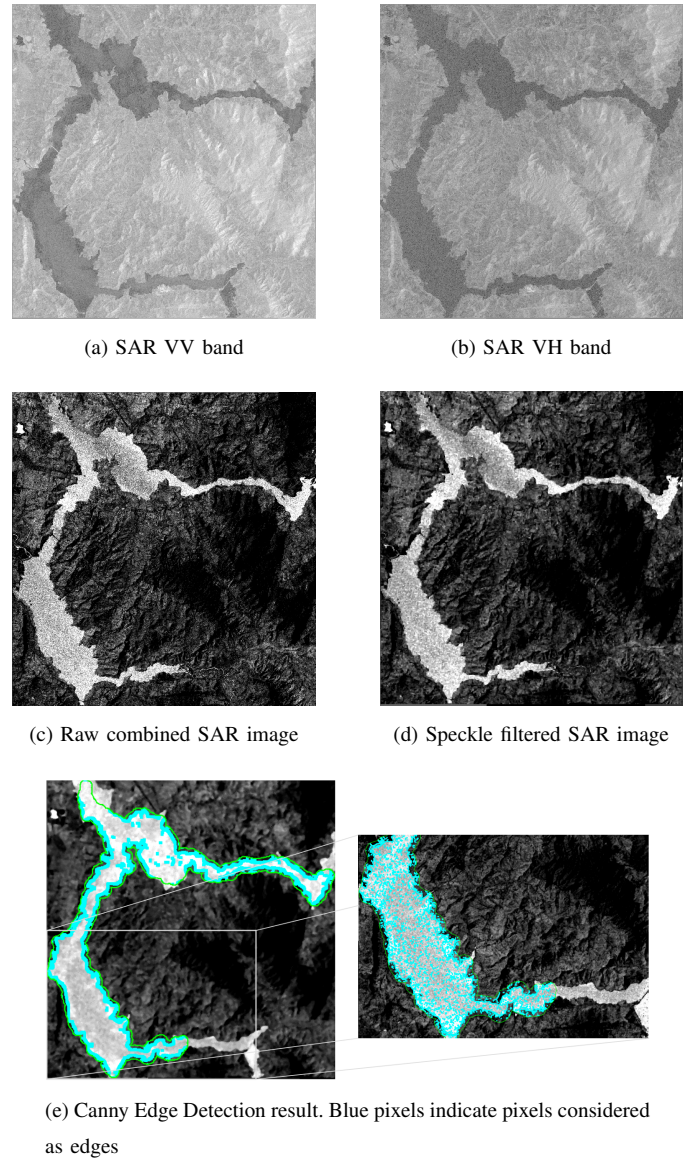 (a) SAR VV band
(b) SAR VH band
(c) Raw combined SAR image
(d) Speckle filtered SAR image
(e) Canny Edge Detection result. Blue pixels indicate pixels considered
as edges